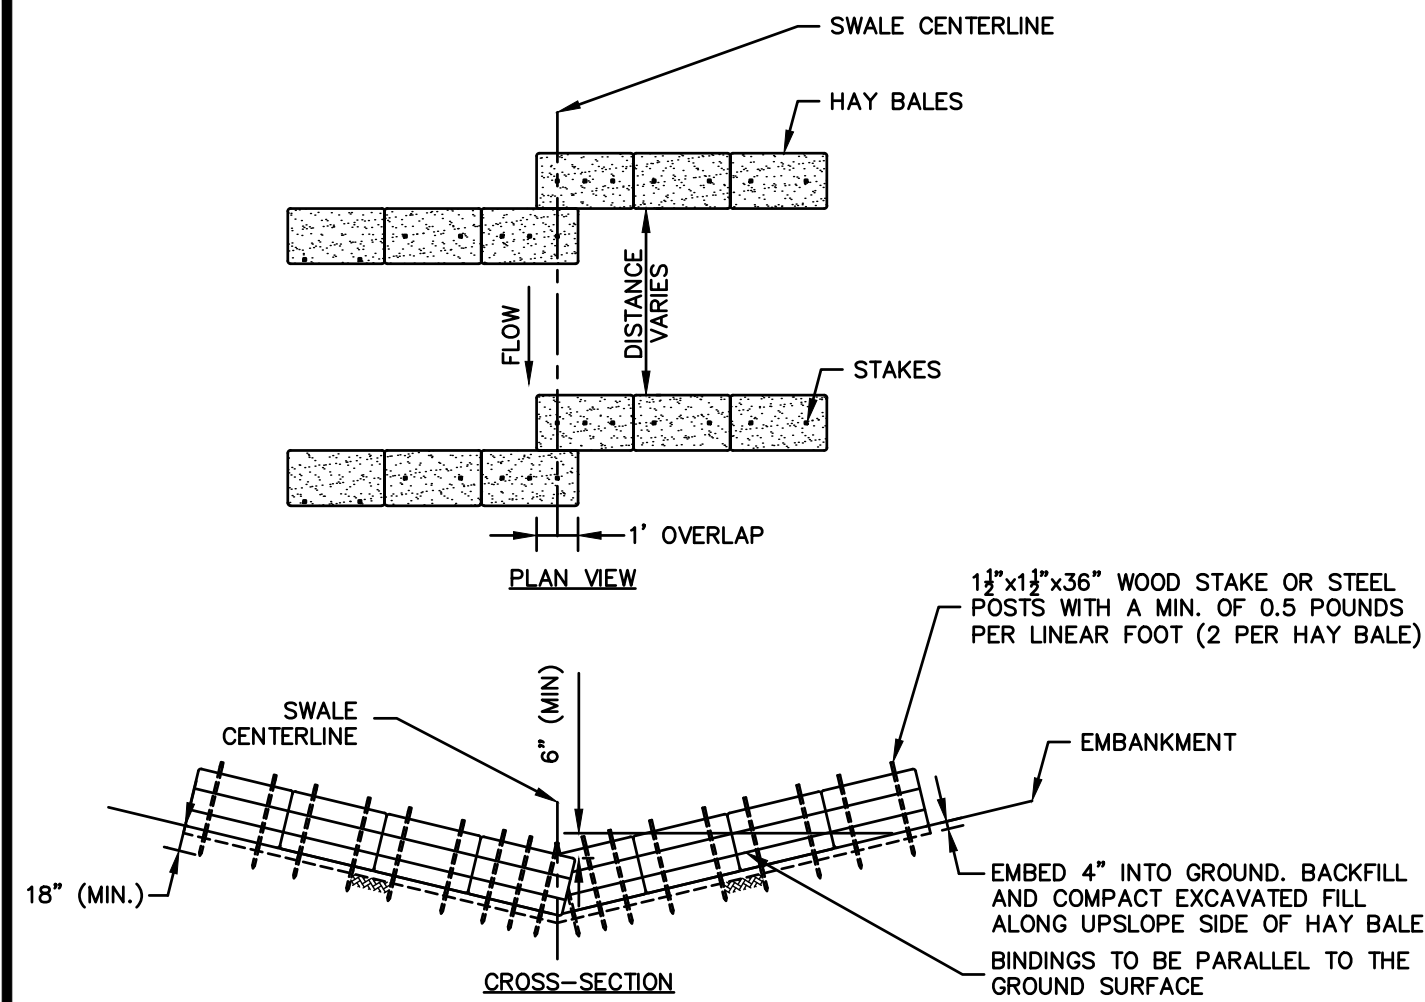 SWALE CENTERLINE
HAY BALES
DISTANCE
VARIES
FLOW
STAKES
1' OVERLAP
PLAN VIEW
1½"x1½"x36" WOOD STAKE OR STEEL
POSTS WITH A MIN. OF 0.5 POUNDS
PER LINEAR FOOT (2 PER HAY BALE)
6" (MIN)
SWALE
CENTERLINE
EMBANKMENT
18" (MIN.)
EMBED 4" INTO GROUND. BACKFILL
AND COMPACT EXCAVATED FILL
ALONG UPSLOPE SIDE OF HAY BALE
BINDINGS TO BE PARALLEL TO THE
GROUND SURFACE
CROSS-SECTION